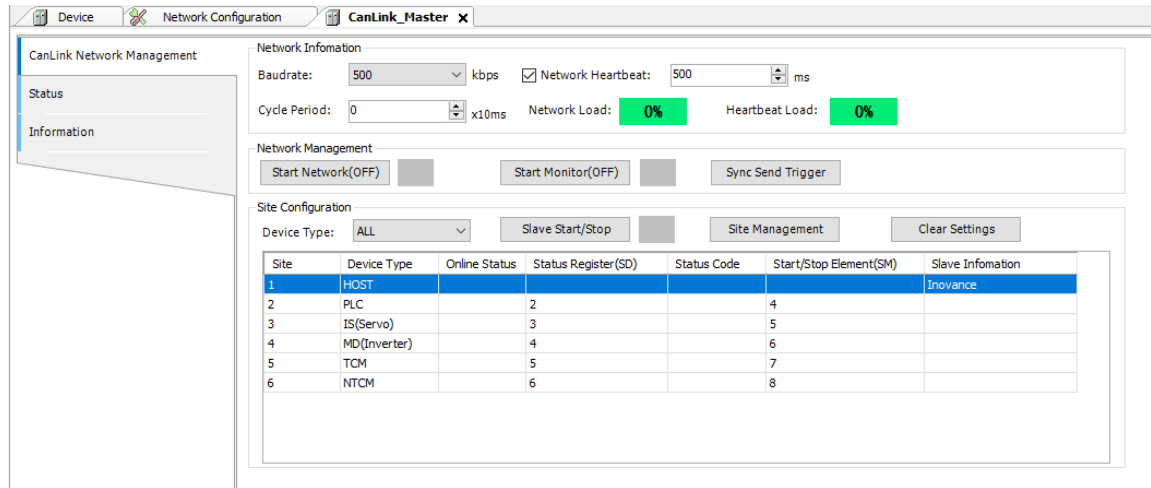 Device Network Configuration CanLink_Master x
CanLink Network Management
Status
Information
Network Infomation
Baudrate: 500 kbps Network Heartbeat: 500 ms
Cycle Period: 0 x10ms Network Load: 0% Heartbeat Load: 0%
Network Management
Start Network(OFF) Start Monitor(OFF) Sync Send Trigger
Site Configuration
Device Type: ALL Slave Start/Stop Site Management Clear Settings
Site Device Type Online Status Status Register(SD) Status Code Start/Stop Element(SM) Slave Infomation
1 HOST Inovance
2 PLC 2 4
3 IS(Servo) 3 5
4 MD(Inverter) 4 6
5 TCM 5 7
6 NTCM 6 8